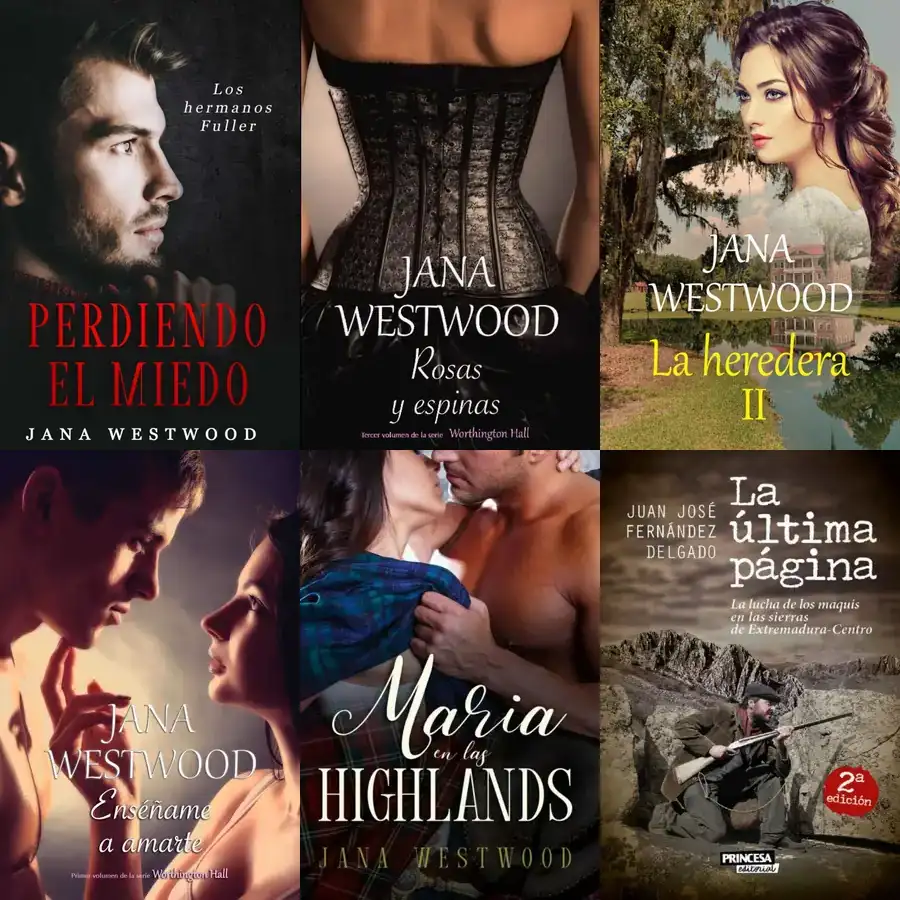 Los
hermanos
Fuller
PERDIENDO
EL MIEDO
JANA WESTWOOD
JANA
WESTWOOD
Rosas
y espinas
Tercer volumen de la serie Worthington Hall
JANA
WESTWOOD
La heredera
II
JANA
WESTWOOD
Enséñame
a amarte
Primer volumen de la serie Worthington Hall
Maria
en las
HIGHLANDS
JANA WESTWOOD
JUAN JOSÉ
FERNÁNDEZ
DELGADO
La
última
página
La lucha de los maquis
en las sierras
de Extremadura-Centro
2ª
edición
PRINCESA
editorial